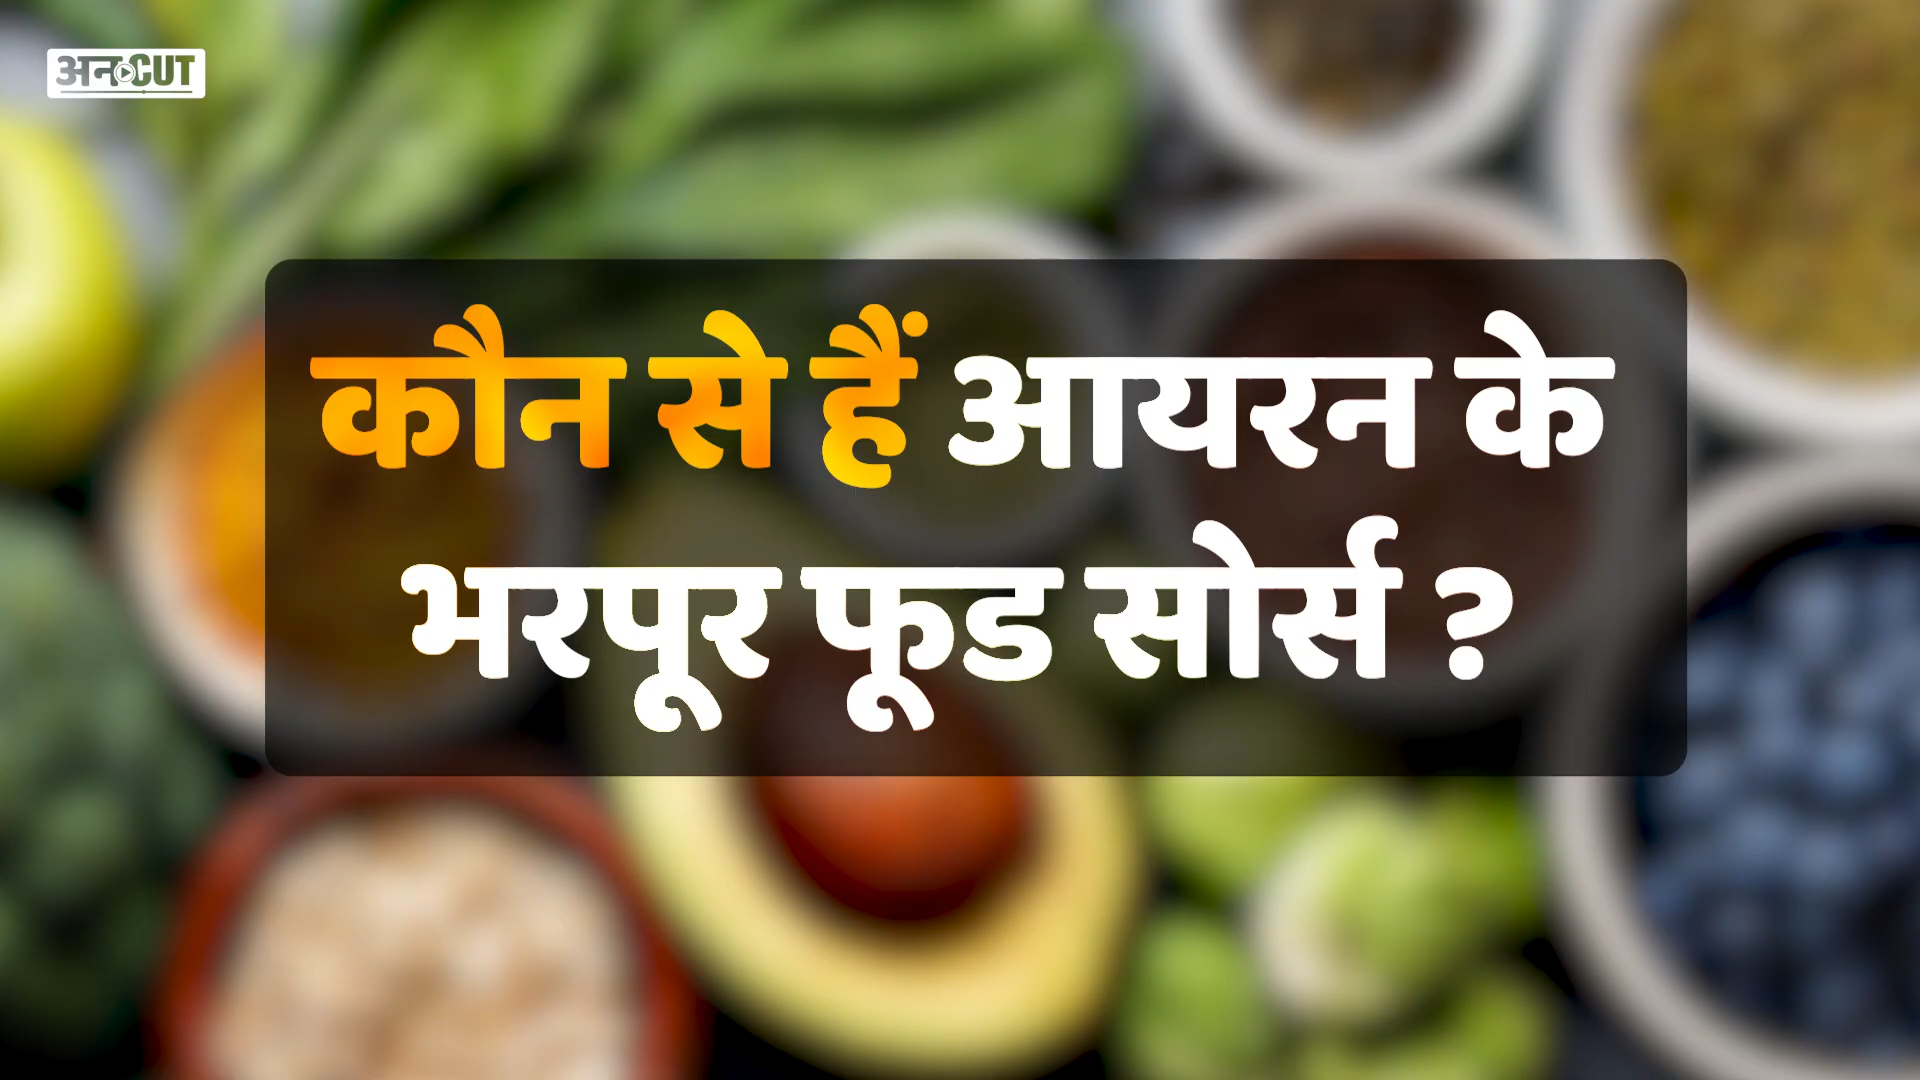 अनCUT
कौन से हैं आयरन के
भरपूर फूड सोर्स ?